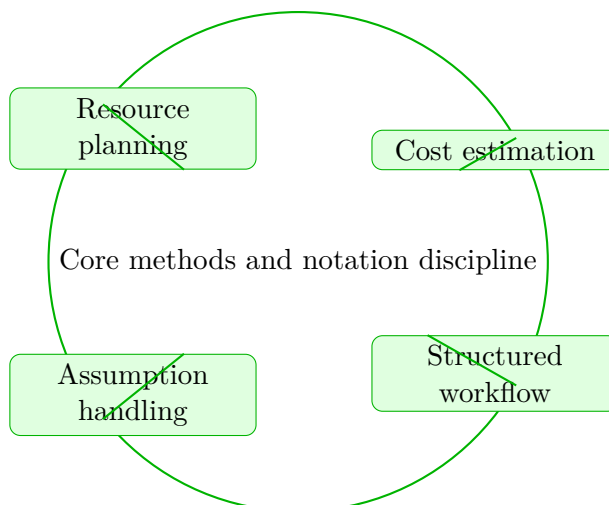 Resource
planning
Cost estimation
Core methods and notation discipline
Assumption
handling
Structured
workflow